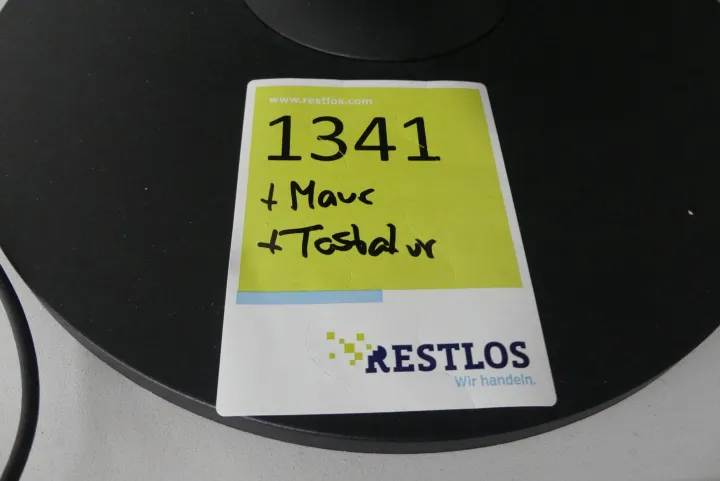 www.restlos.com
1341
+ Maus
+ Tastatur
RESTLOS
Wir handeln.